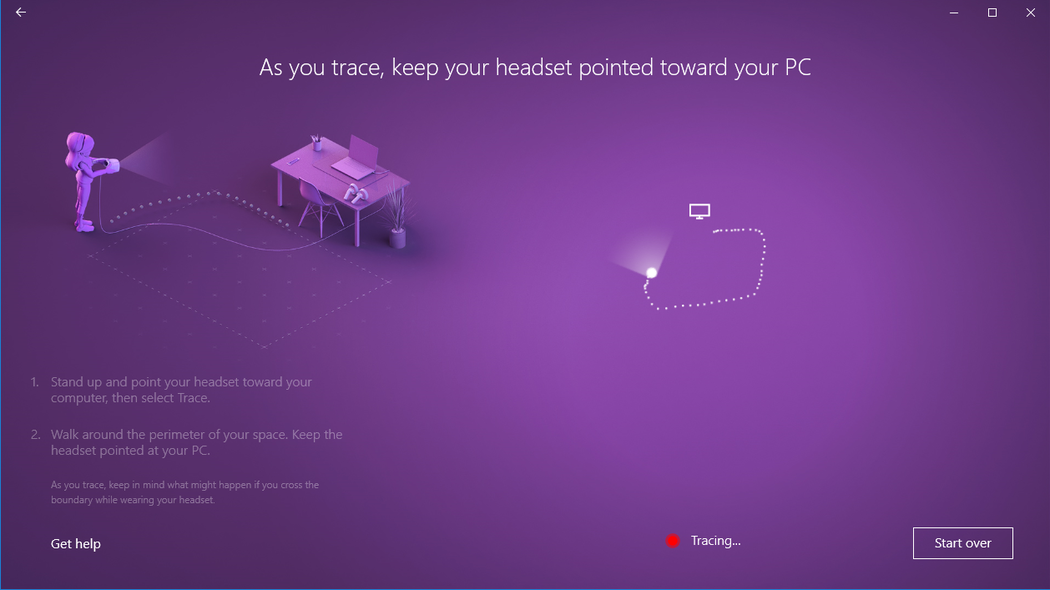 As you trace, keep your headset pointed toward your PC
1. Stand up and point your headset toward your
computer, then select Trace.
2. Walk around the perimeter of your space. Keep the
headset pointed at your PC.
As you trace, keep in mind what might happen if you cross the
boundary while wearing your headset.
Get help
Tracing...
Start over